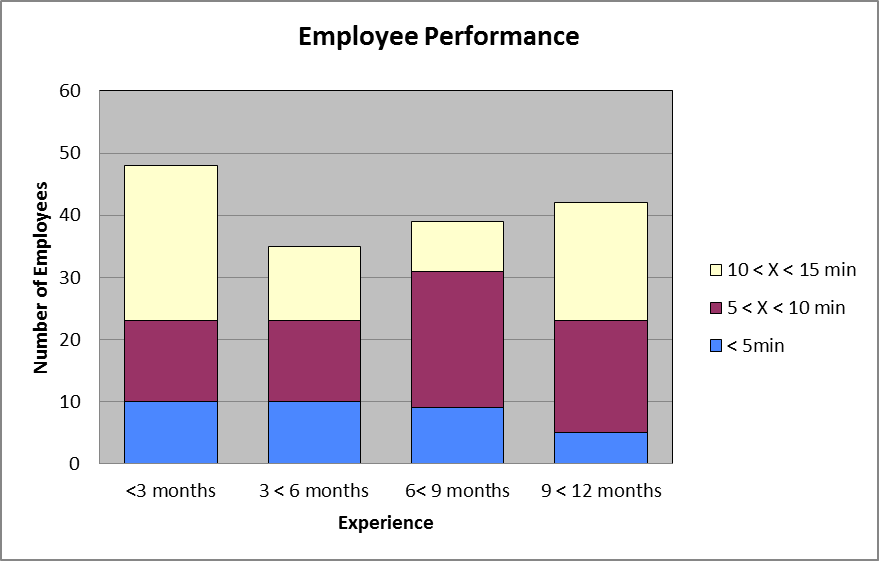 Employee Performance
Number of Employees
60
50
40
30
20
10
0
<3 months
3 < 6 months
6< 9 months
9 < 12 months
Experience
10 < X < 15 min
5 < X < 10 min
< 5min